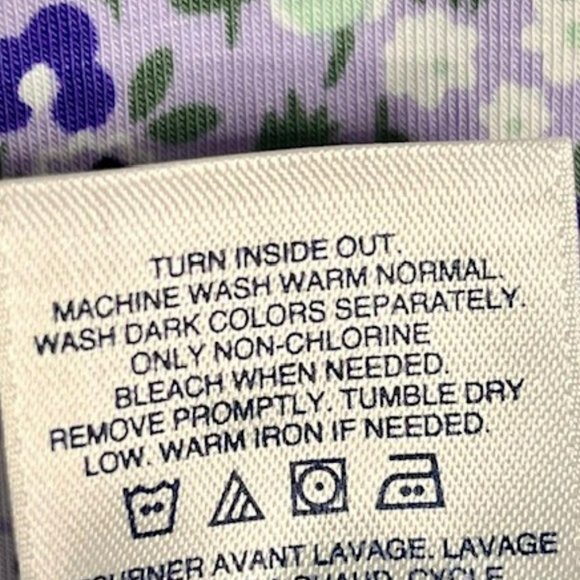 TURN INSIDE OUT.
MACHINE WASH WARM NORMAL.
WASH DARK COLORS SEPARATELY.
ONLY NON-CHLORINE
BLEACH WHEN NEEDED.
REMOVE PROMPTLY. TUMBLE DRY
LOW. WARM IRON IF NEEDED.
AVANT LAVAGE. LAVAGE